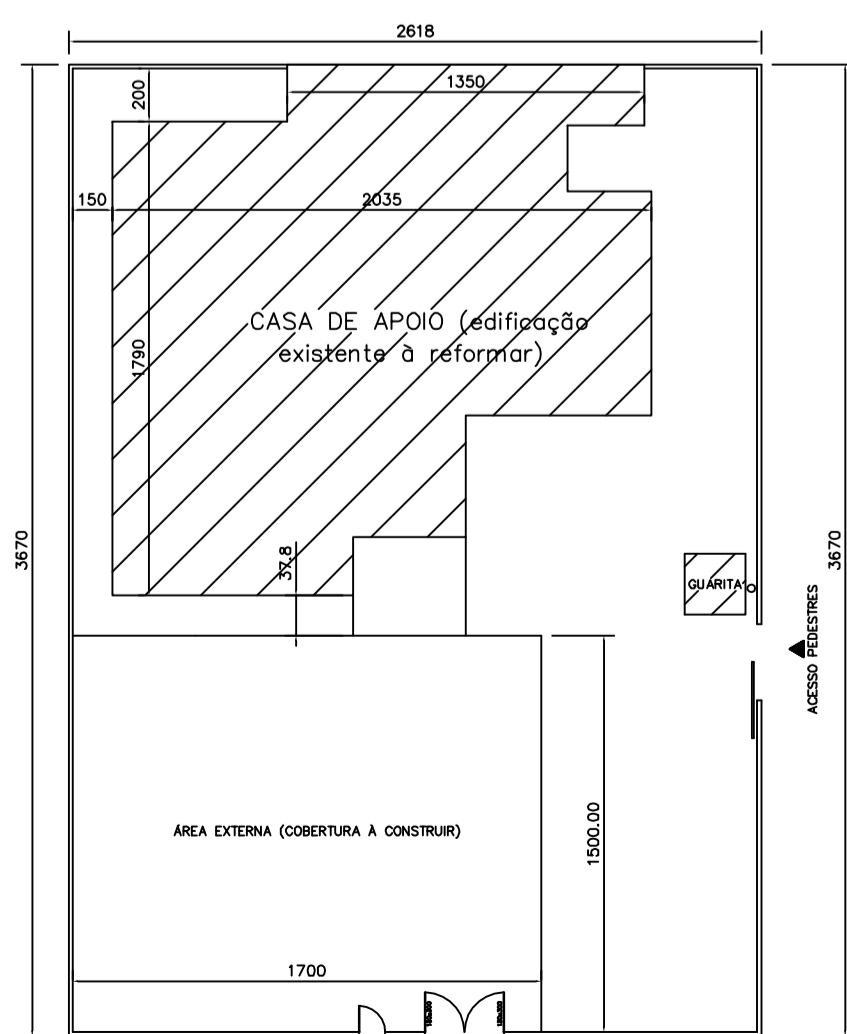 2618
200
1350
150
2035
CASA DE APOIO (edificação
existente à reformar)
1790
3670
3670
37.8
GUARITA
ACESSO PEDESTRES
ÁREA EXTERNA (COBERTURA À CONSTRUIR)
1500.00
1700